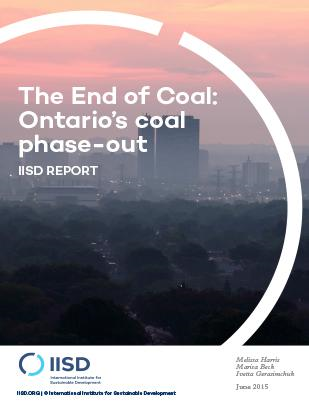 The End of Coal:
Ontario's coal
phase-out
IISD REPORT
IISD
International Institute for
Sustainable Development
Melissa Harris
Marisa Beck
Ivetta Gerasimchuk
June 2015
IISD.ORG | © International Institute for Sustainable Development